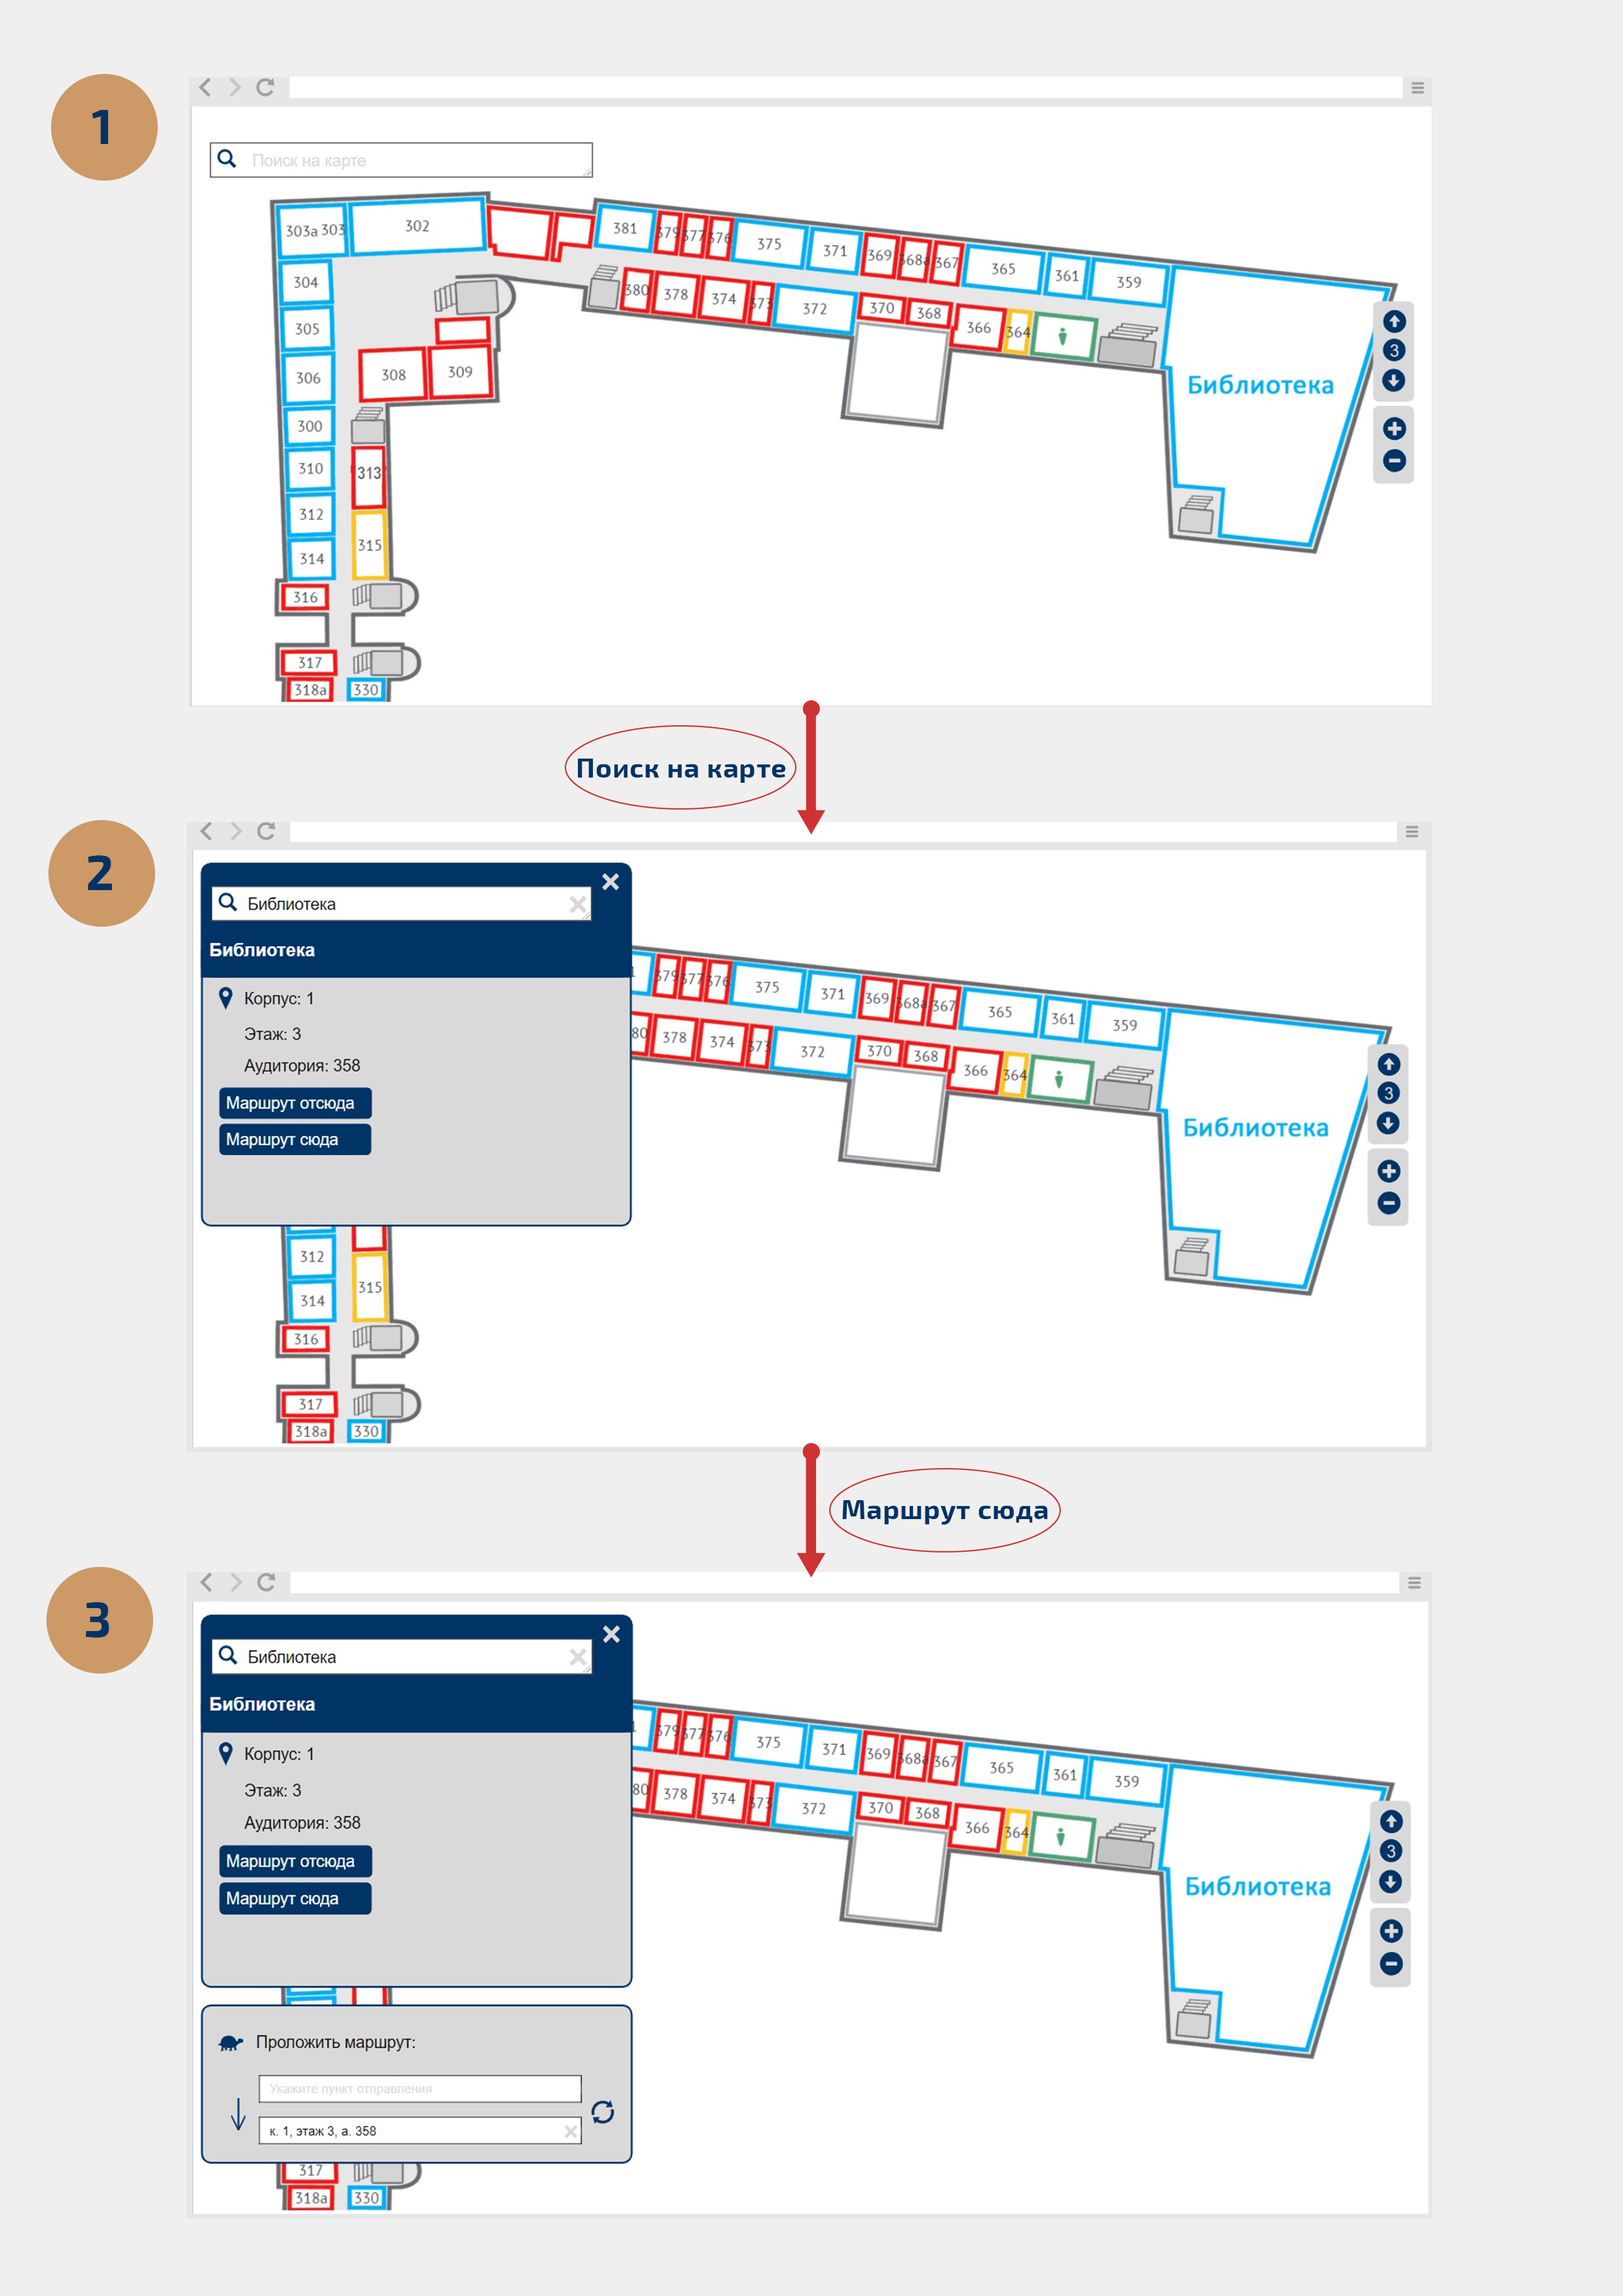 1
Поиск на карте
303а 303 302 381 379 377 376 375 371 369 368а 367 365 361 359
304 380 378 374 373 372 370 368 366 364
305
306 308 309
Библиотека
3
300
310 313
312
314 315
316
317
318а 330
Поиск на карте
2
Библиотека
Библиотека
Корпус: 1
Этаж: 3
Аудитория: 358
Маршрут отсюда
Маршрут сюда
1 379 377 376 375 371 369 368а 367 365 361 359
80 378 374 373 372 370 368 366 364
Библиотека
3
312
314 315
316
317
318а 330
Маршрут сюда
3
Библиотека
Библиотека
Корпус: 1
Этаж: 3
Аудитория: 358
Маршрут отсюда
Маршрут сюда
1 379 377 376 375 371 369 368а 367 365 361 359
80 378 374 373 372 370 368 366 364
Библиотека
3
Проложить маршрут:
Укажите пункт отправления
к. 1, этаж 3, а. 358
317
318а 330